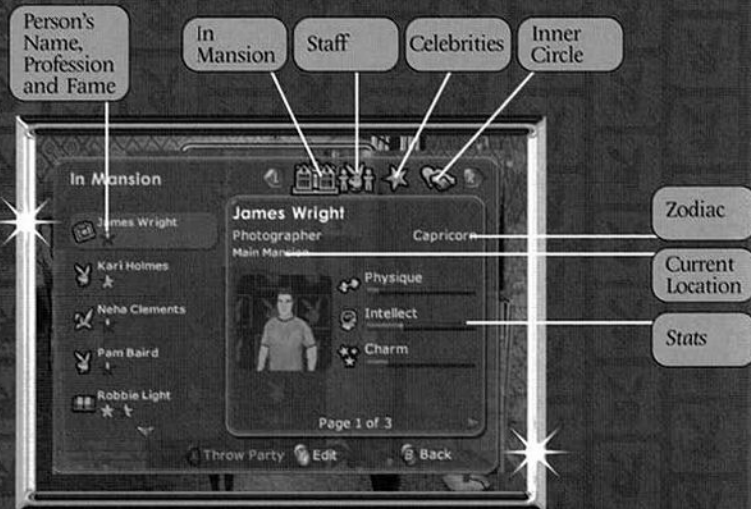 Person's
Name,
Profession
and Fame
In
Mansion
Staff
Celebrities
Inner
Circle
In Mansion
James Wright
Kari Holmes
Neha Clements
Pam Baird
Robbie Light
James Wright
Photographer
Capricorn
Main Mansion
Physique
Intellect
Charm
Page 1 of 3
Throw Party
Edit
Back
Zodiac
Current
Location
Stats